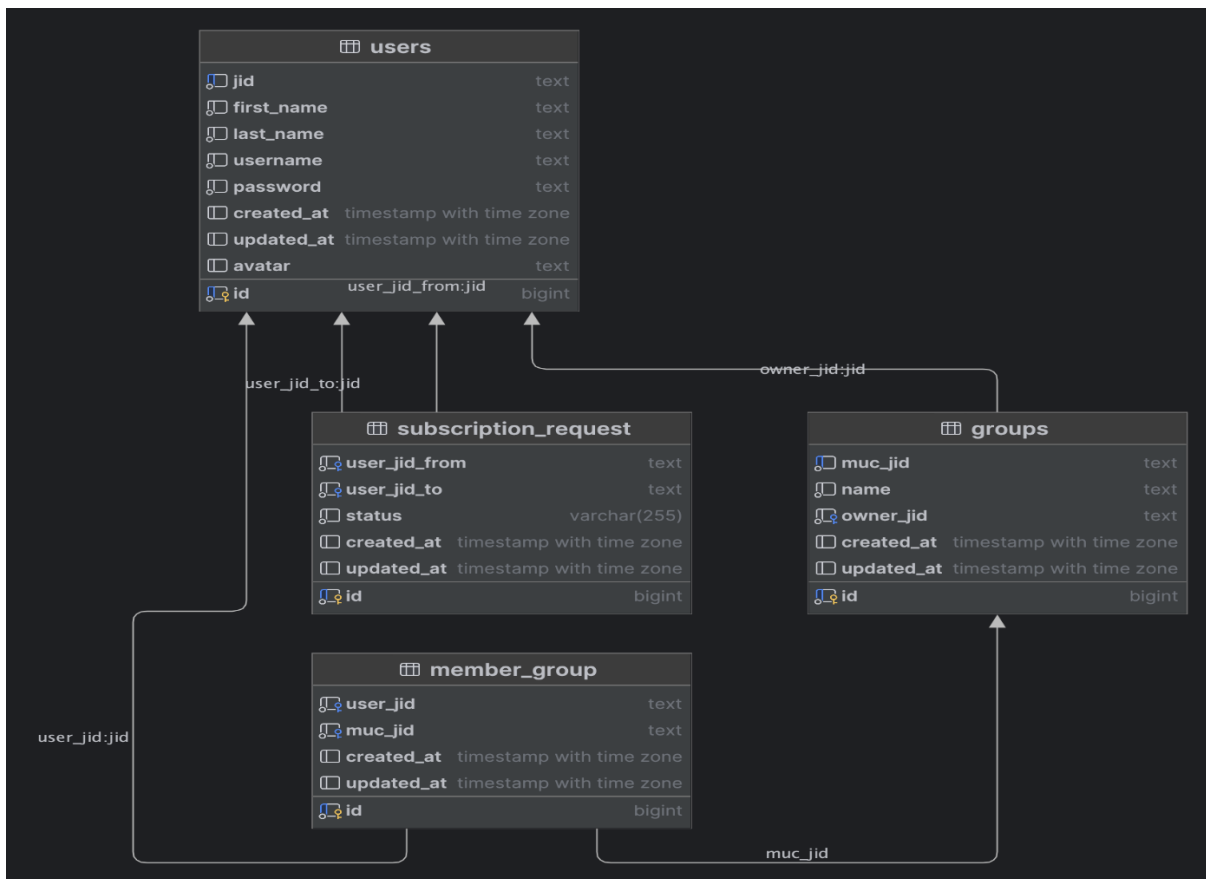 users
jid text
first_name text
last_name text
username text
password text
created_at timestamp with time zone
updated_at timestamp with time zone
avatar text
user_jid_from:jid
id bigint
user_jid_to:jid
owner_jid:jid
subscription_request
user_jid_from text
user_jid_to text
status varchar(255)
created_at timestamp with time zone
updated_at timestamp with time zone
id bigint
groups
muc_jid text
name text
owner_jid text
created_at timestamp with time zone
updated_at timestamp with time zone
id bigint
member_group
user_jid text
muc_jid text
created_at timestamp with time zone
updated_at timestamp with time zone
id bigint
user_jid:jid
muc_jid